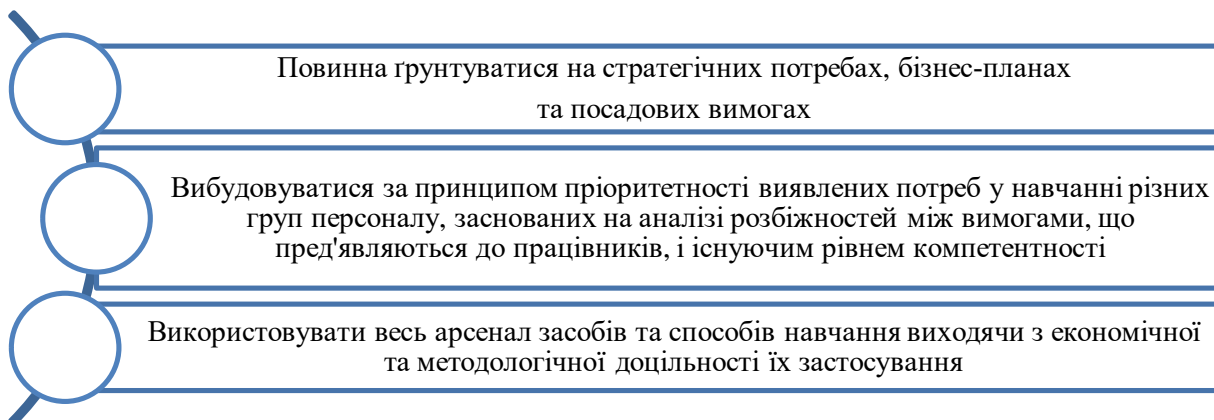 Повинна ґрунтуватися на стратегічних потребах, бізнес-планах
та посадових вимогах
Вибудовуватися за принципом пріоритетності виявлених потреб у навчанні різних
груп персоналу, заснованих на аналізі розбіжностей між вимогами, що
пред'являються до працівників, і існуючим рівнем компетентності
Використовувати весь арсенал засобів та способів навчання виходячи з економічної
та методологічної доцільності їх застосування